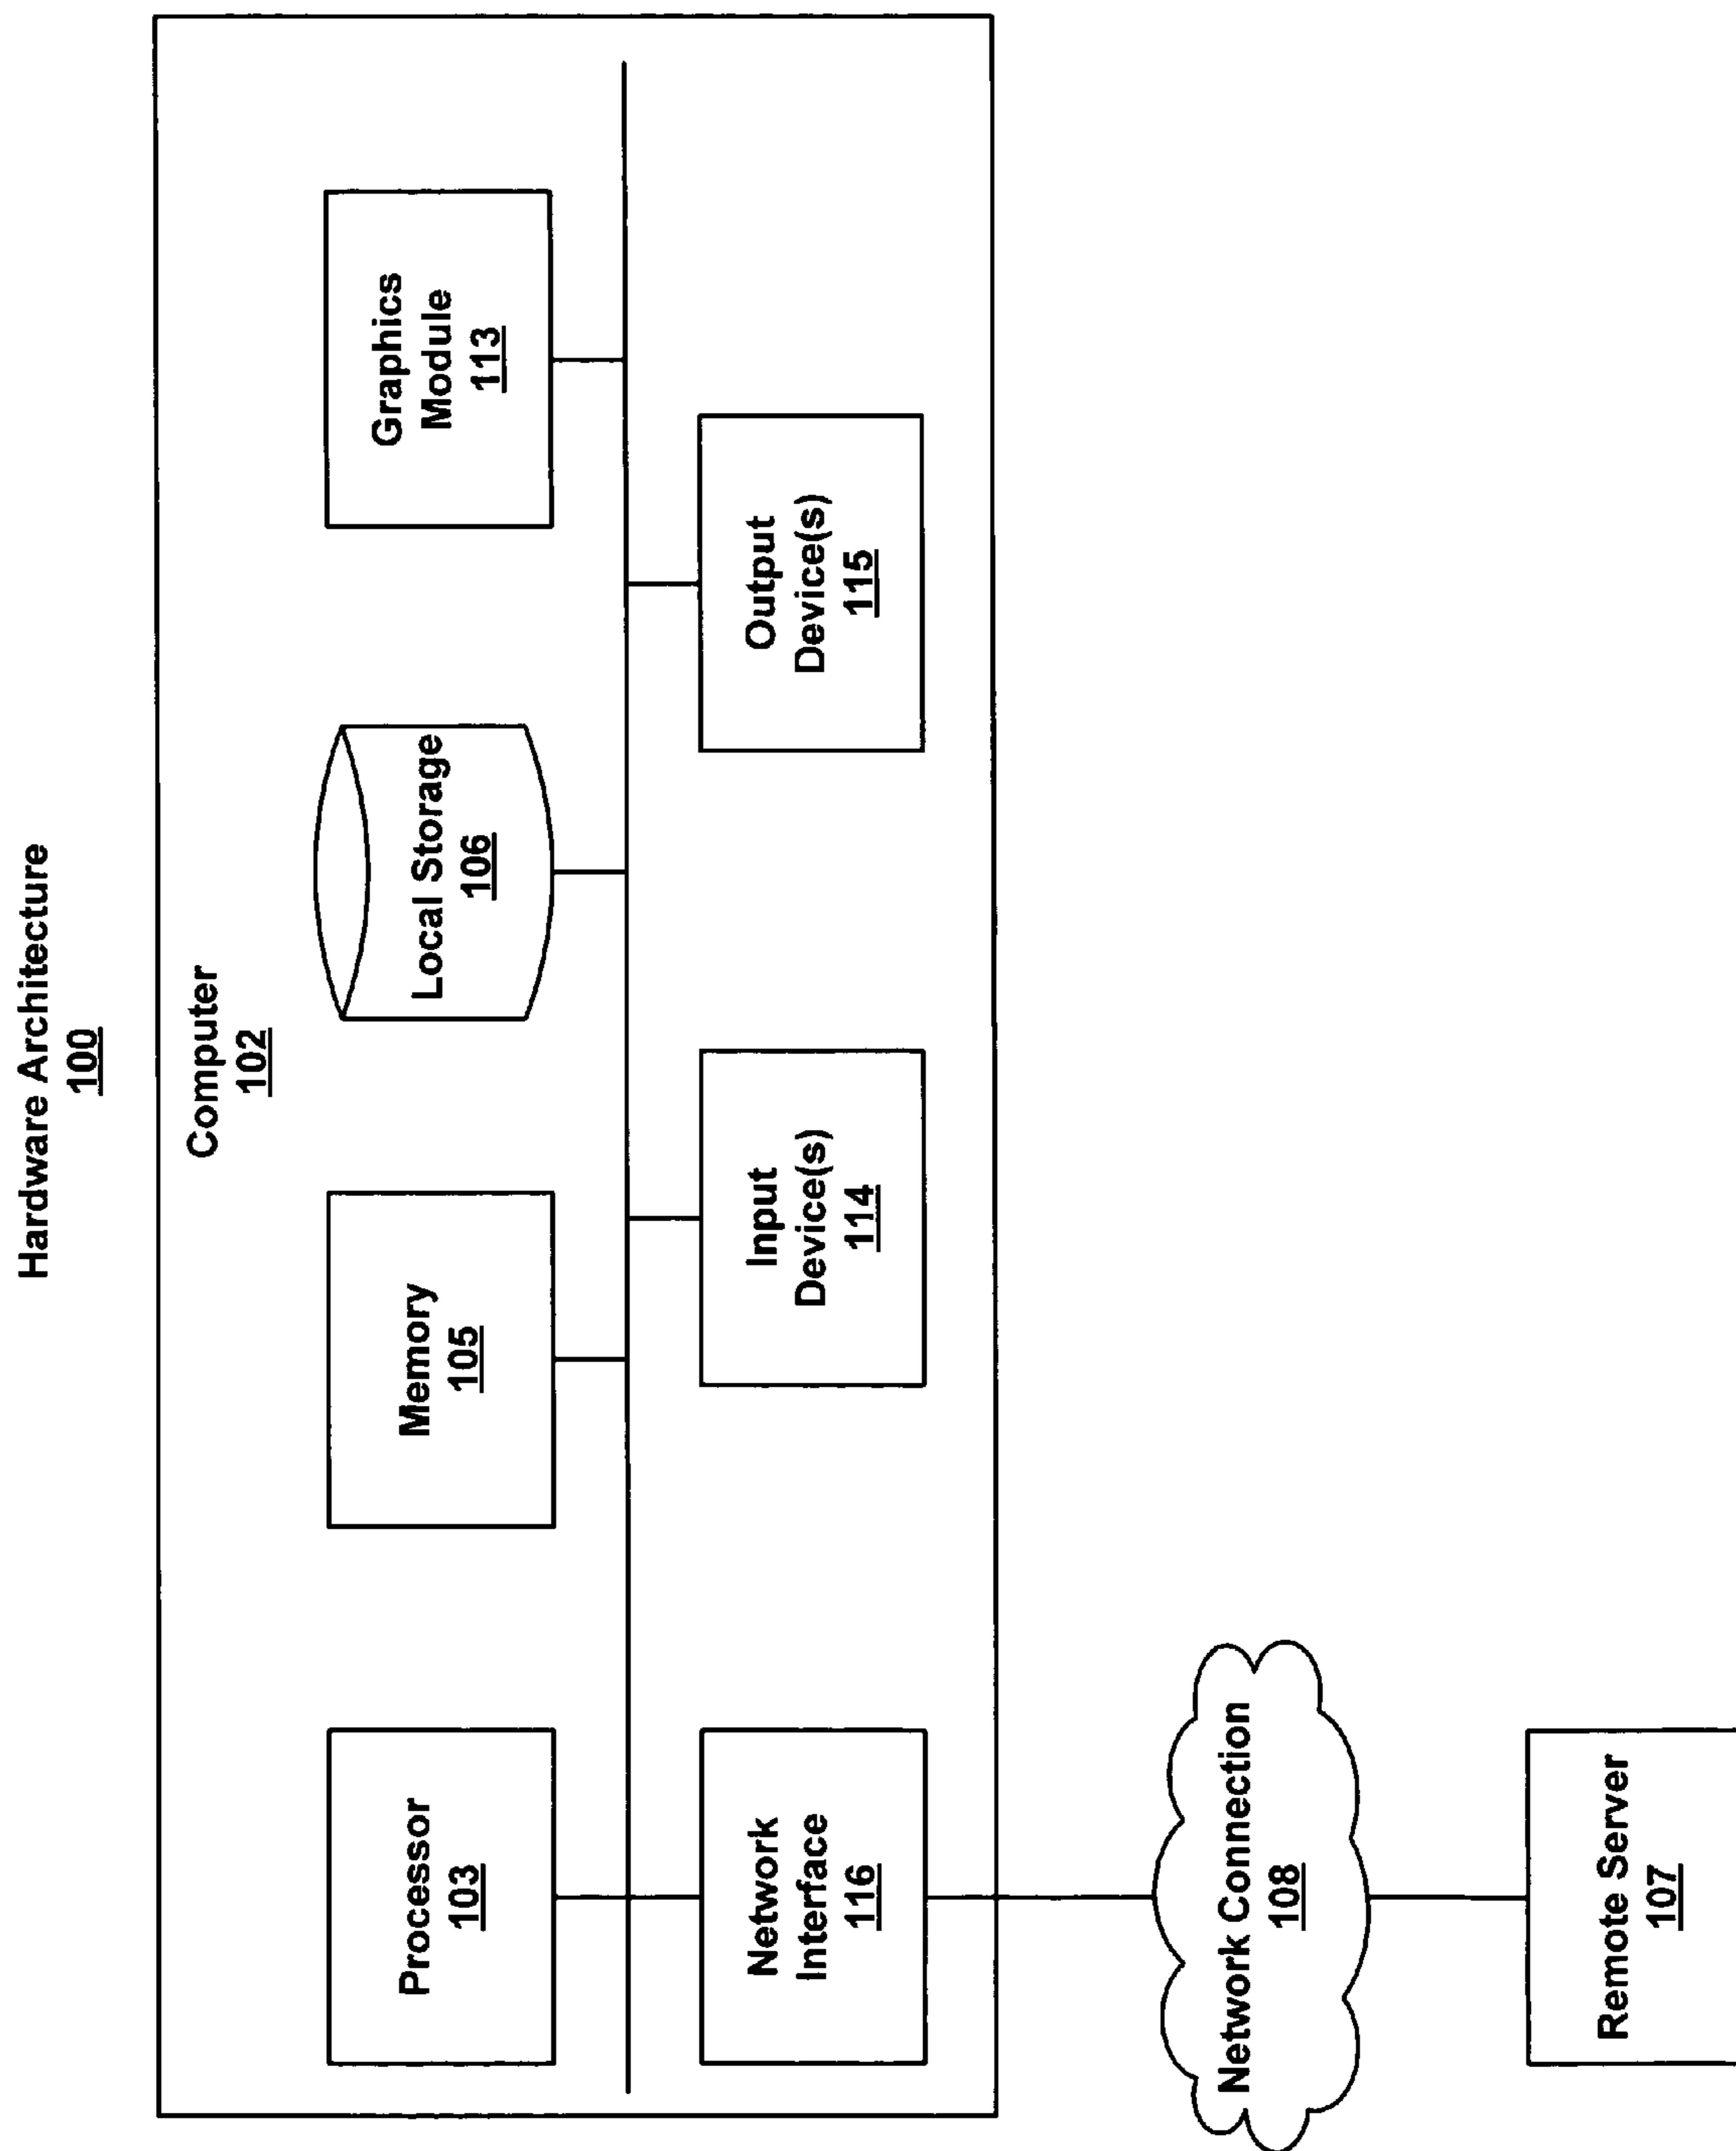 Hardware Architecture
100
Computer
102
Processor
103
Memory
105
Local Storage
106
Graphics
Module
113
Network
Interface
116
Input
Device(s)
114
Output
Device(s)
115
Network Connection
108
Remote Server
107